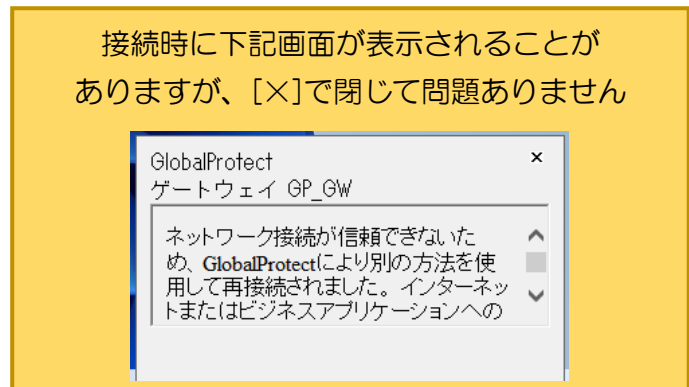 接続時に下記画面が表示されることが
ありますが、[×]で閉じて問題ありません
GlobalProtect ×
ゲートウェイ GP_GW
ネットワーク接続が信頼できないた
め、GlobalProtectにより別の方法を使
用して再接続されました。インターネッ
トまたはビジネスアプリケーションへの